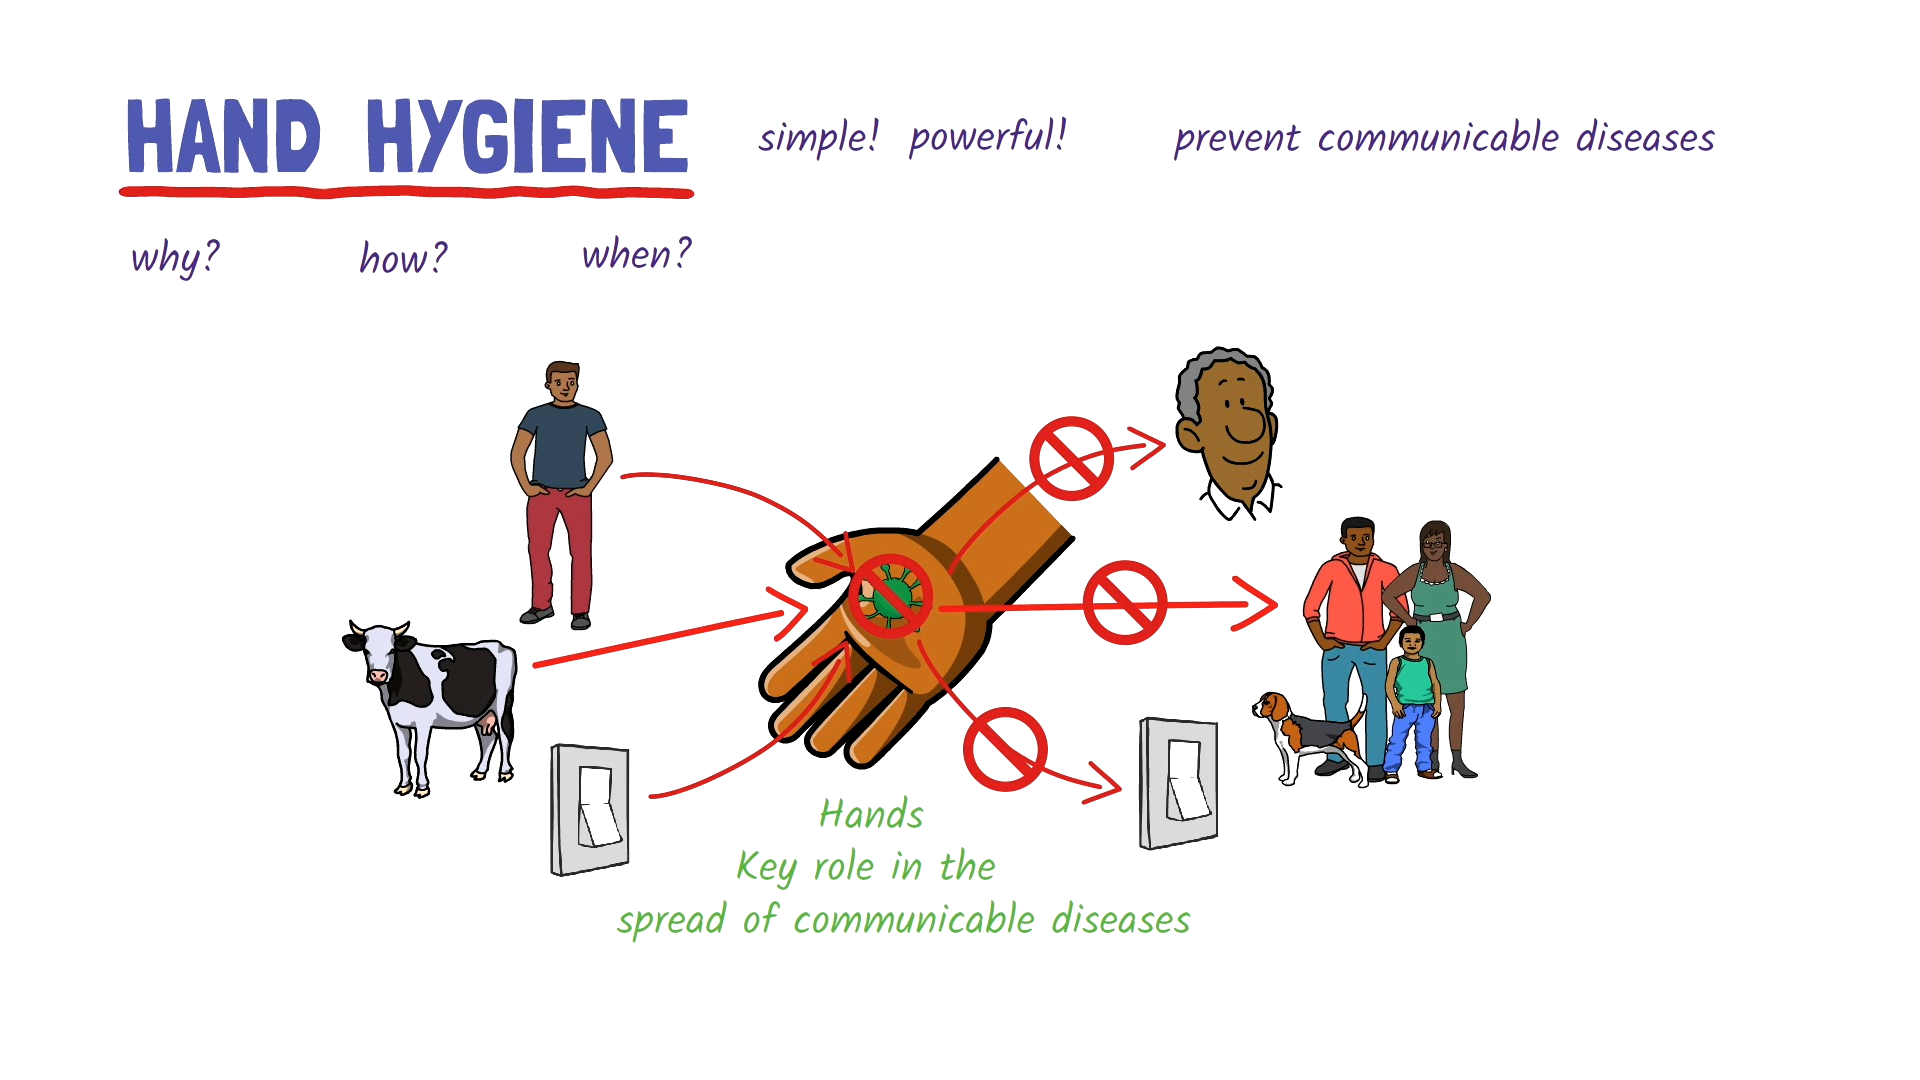 HAND HYGIENE
simple! powerful!
prevent communicable diseases
why? how? when?
Hands
Key role in the
spread of communicable diseases